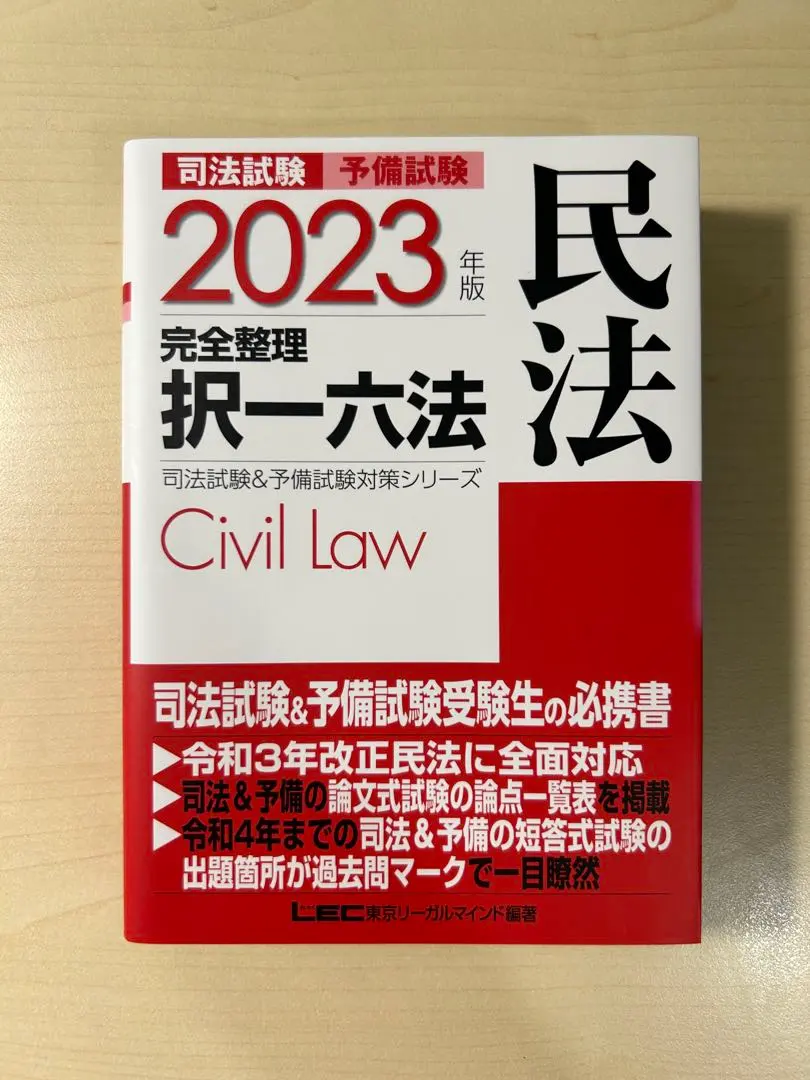 司法試験 予備試験
2023年版
完全整理
択一六法
司法試験&予備試験対策シリーズ
Civil Law
民法
司法試験&予備試験受験生の必携書
▶令和3年改正民法に全面対応
▶司法&予備の論文式試験の論点一覧表を掲載
▶令和4年までの司法&予備の短答式試験の
出題箇所が過去問マークで一目瞭然
LEC東京リーガルマインド編著